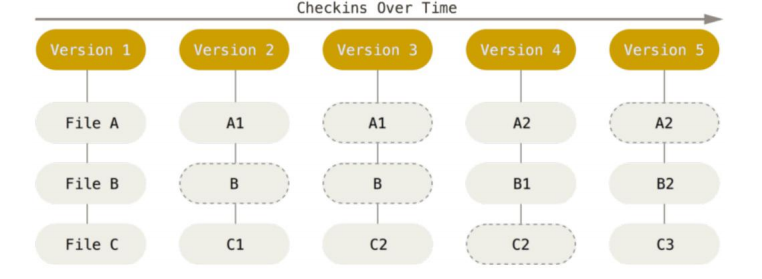 Checkins Over Time
Version 1 Version 2 Version 3 Version 4 Version 5
File A A1 A1 A2 A2
File B B B B1 B2
File C C1 C2 C2 C3